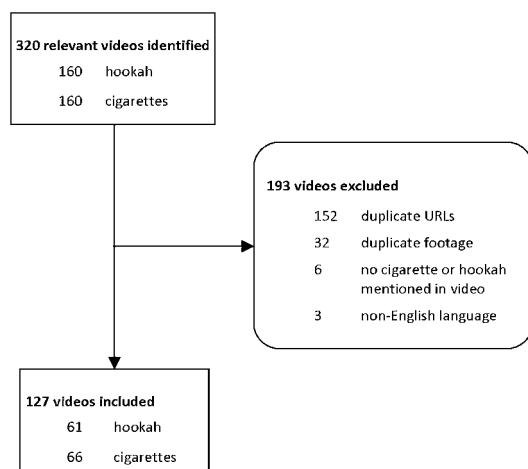 320 relevant videos identified
160 hookah
160 cigarettes
193 videos excluded
152 duplicate URLs
32 duplicate footage
6 no cigarette or hookah
mentioned in video
3 non-English language
127 videos included
61 hookah
66 cigarettes